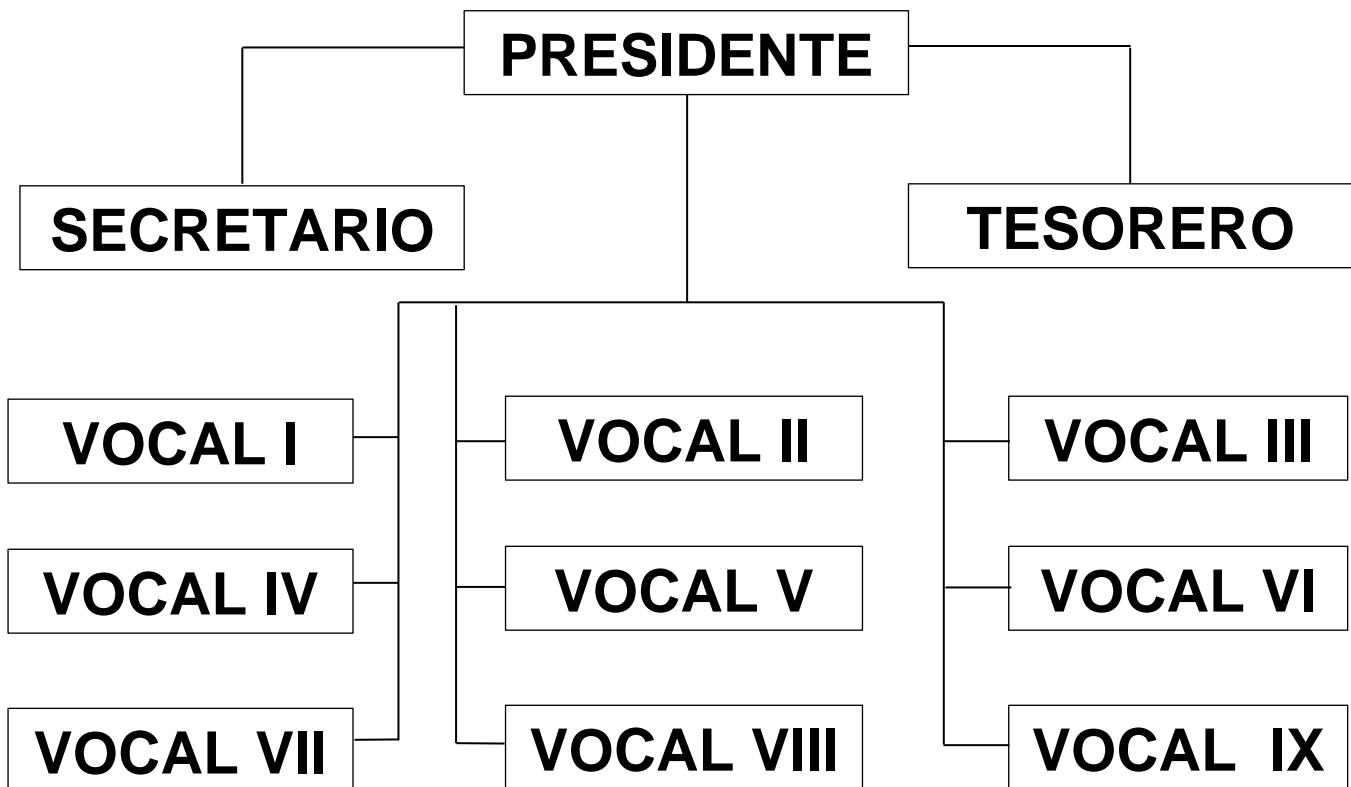 PRESIDENTE
SECRETARIO
TESORERO
VOCAL I
VOCAL II
VOCAL III
VOCAL IV
VOCAL V
VOCAL VI
VOCAL VII
VOCAL VIII
VOCAL IX